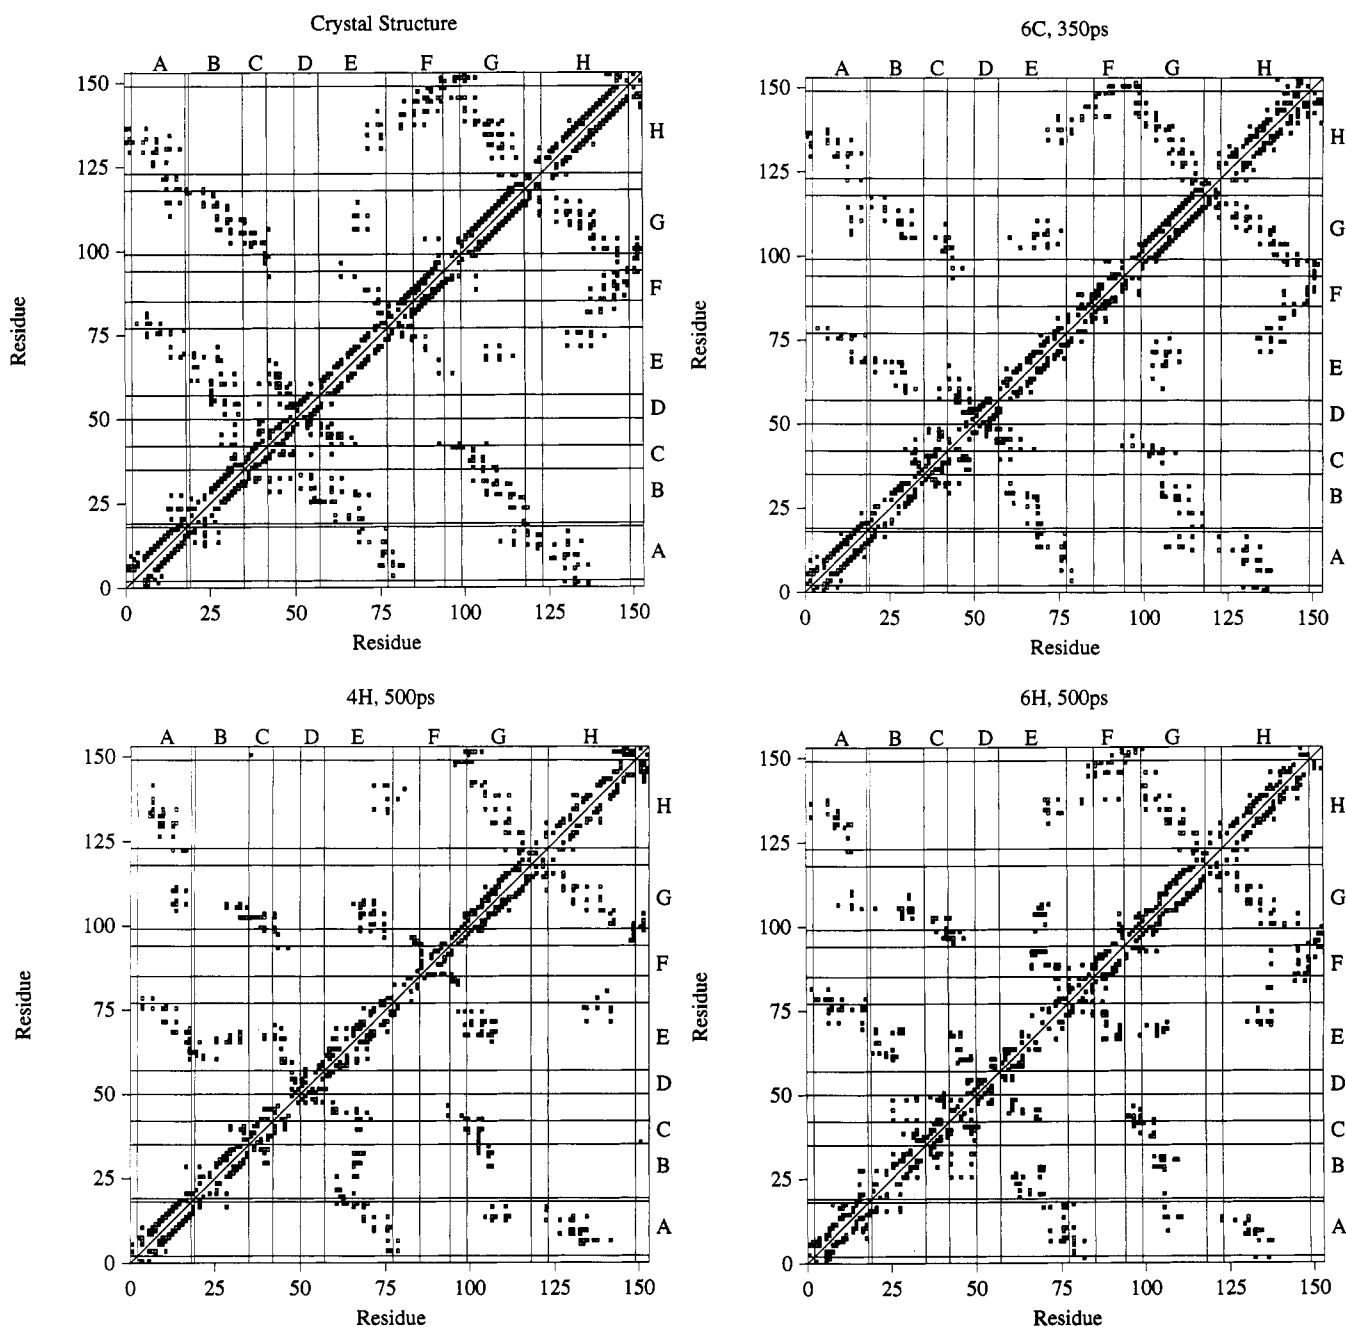 Crystal Structure
A B C D E F G H
150
125
100
75
50
25
0
H
G
F
E
D
C
B
A
0 25 50 75 100 125 150
Residue
Residue
6C, 350ps
A B C D E F G H
150
125
100
75
50
25
0
H
G
F
E
D
C
B
A
0 25 50 75 100 125 150
Residue
Residue
4H, 500ps
A B C D E F G H
150
125
100
75
50
25
0
H
G
F
E
D
C
B
A
0 25 50 75 100 125 150
Residue
Residue
6H, 500ps
A B C D E F G H
150
125
100
75
50
25
0
H
G
F
E
D
C
B
A
0 25 50 75 100 125 150
Residue
Residue